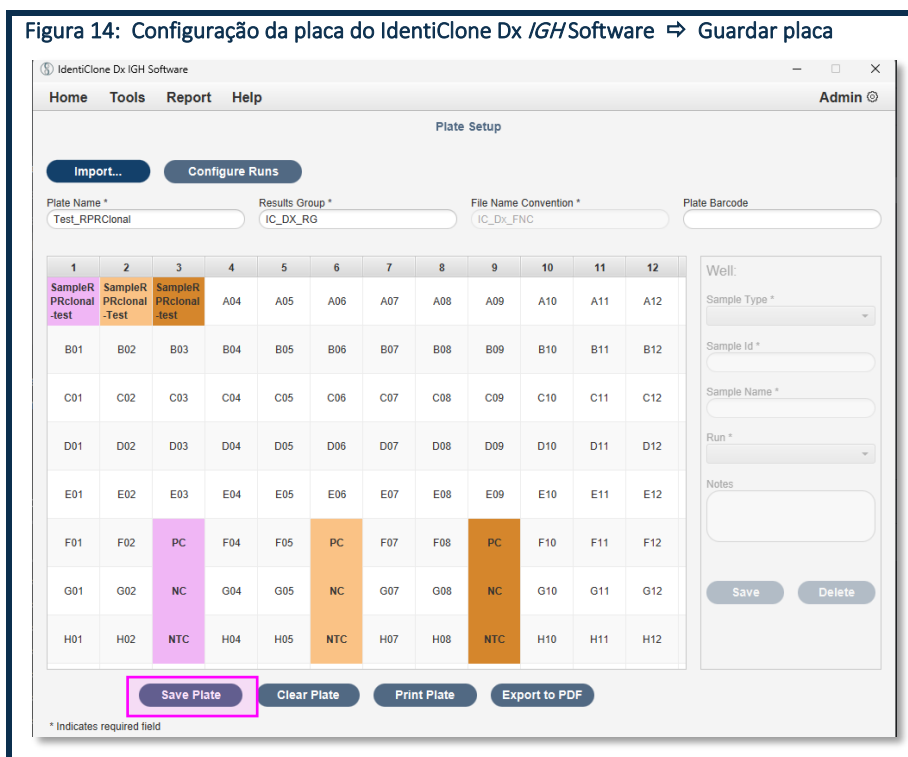 Figura 14: Configuração da placa do IdentiClone Dx IGH Software ⇨ Guardar placa
IdentiClone Dx IGH Software
Home Tools Report Help Admin
Plate Setup
Import... Configure Runs
Plate Name * Results Group * File Name Convention * Plate Barcode
Test_RPRClonal IC_DX_RG IC_Dx_FNC
1 2 3 4 5 6 7 8 9 10 11 12
SampleR SampleR SampleR
PRclonal PRclonal PRclonal A04 A05 A06 A07 A08 A09 A10 A11 A12
-test -Test -test
B01 B02 B03 B04 B05 B06 B07 B08 B09 B10 B11 B12
C01 C02 C03 C04 C05 C06 C07 C08 C09 C10 C11 C12
D01 D02 D03 D04 D05 D06 D07 D08 D09 D10 D11 D12
E01 E02 E03 E04 E05 E06 E07 E08 E09 E10 E11 E12
F01 F02 PC F04 F05 PC F07 F08 PC F10 F11 F12
G01 G02 NC G04 G05 NC G07 G08 NC G10 G11 G12
H01 H02 NTC H04 H05 NTC H07 H08 NTC H10 H11 H12
Well:
Sample Type *
Sample Id *
Sample Name *
Run *
Notes
Save Delete
Save Plate Clear Plate Print Plate Export to PDF
* Indicates required field